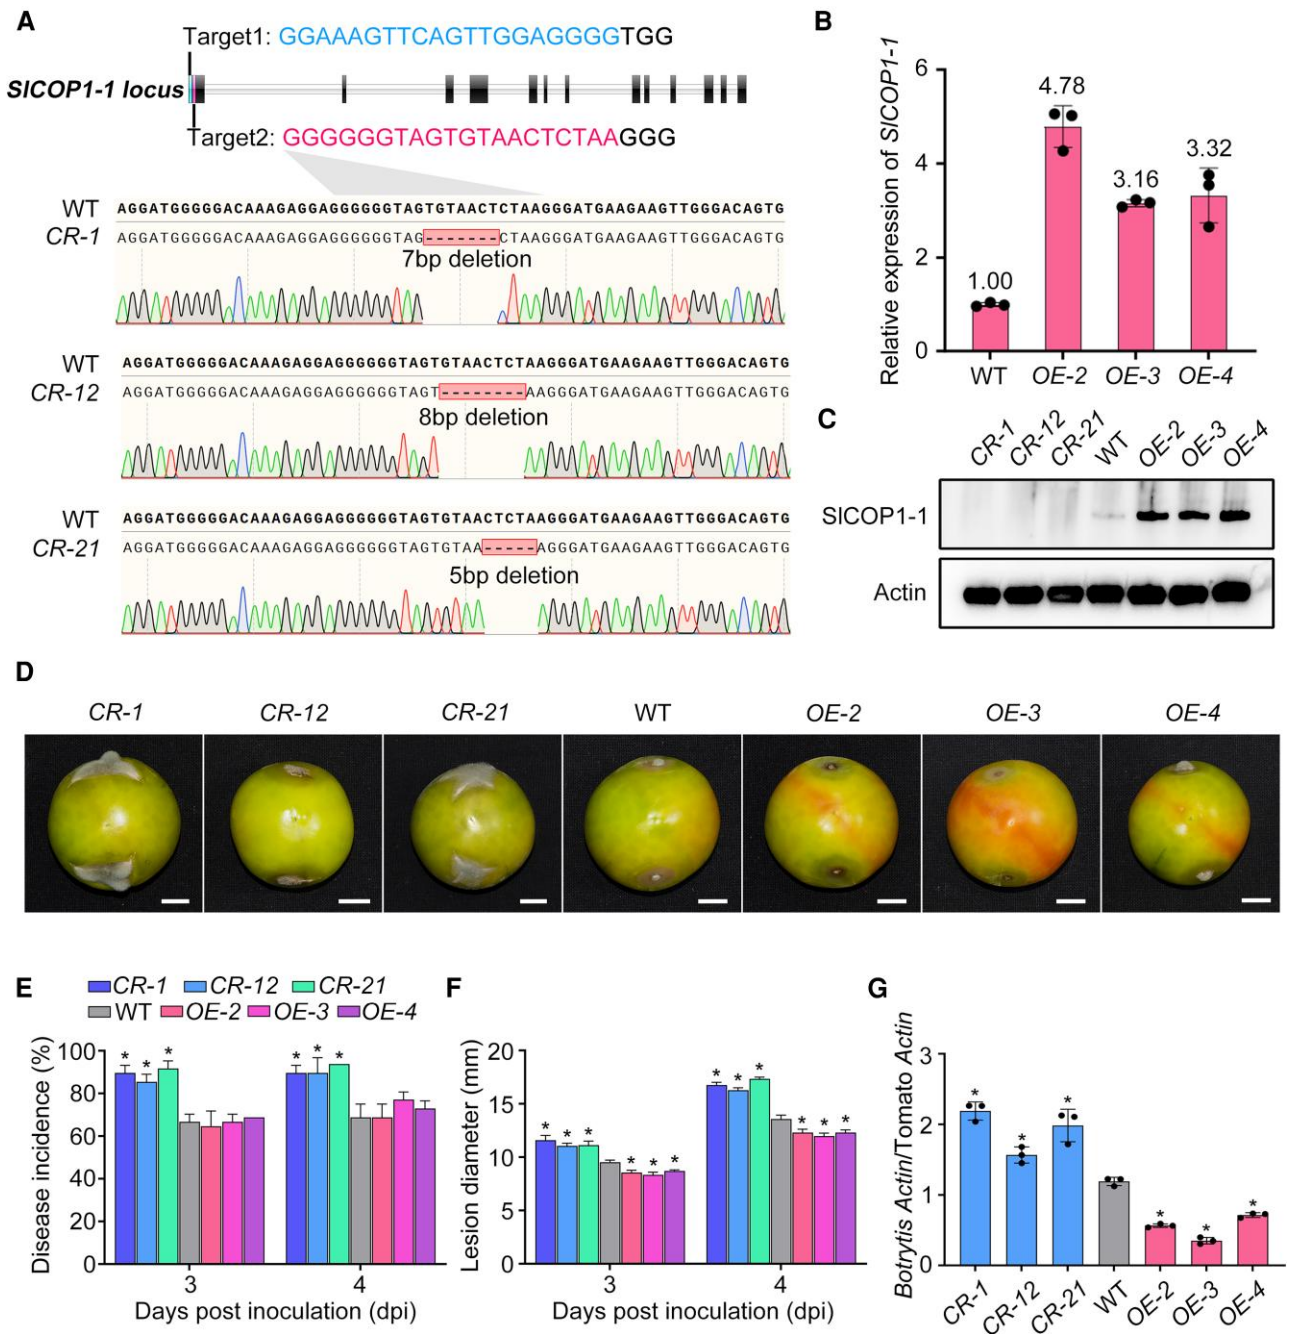 A
Target1: GGAAAGTTCAGTTGGAGGGGTGG
SlCOP1-1 locus
Target2: GGGGGGTAGTGTAACTCTAAGGG
WT AGGATGGGGGACAAAGAGGAGGGGGGTAGTGTAACTCTAAGGGATGAAGAAGTTGGGACAGTG
CR-1 AGGATGGGGGACAAAGAGGAGGGGGGTAG-------CTAAGGGATGAAGAAGTTGGGACAGTG
7bp deletion
WT AGGATGGGGGACAAAGAGGAGGGGGGTAGTGTAACTCTAAGGGATGAAGAAGTTGGGACAGTG
CR-12 AGGATGGGGGACAAAGAGGAGGGGGGTAGT--------AAGGGATGAAGAAGTTGGGACAGTG
8bp deletion
WT AGGATGGGGGACAAAGAGGAGGGGGGTAGTGTAACTCTAAGGGATGAAGAAGTTGGGACAGTG
CR-21 AGGATGGGGGACAAAGAGGAGGGGGGTAGTGTAA-----AGGGATGAAGAAGTTGGGACAGTG
5bp deletion
B
Relative expression of SlCOP1-1
6
4
2
0
1.00
4.78
3.16
3.32
WT OE-2 OE-3 OE-4
C
CR-1 CR-12 CR-21 WT OE-2 OE-3 OE-4
SlCOP1-1
Actin
D
CR-1 CR-12 CR-21 WT OE-2 OE-3 OE-4
E
CR-1 CR-12 CR-21
WT OE-2 OE-3 OE-4
Disease incidence (%)
100
80
60
40
20
0
* * * * * *
3 4
Days post inoculation (dpi)
F
Lesion diameter (mm)
20
15
10
5
0
* * * * * * * * * * * *
3 4
Days post inoculation (dpi)
G
Botrytis Actin/Tomato Actin
3
2
1
0
* * * * * *
CR-1 CR-12 CR-21 WT OE-2 OE-3 OE-4